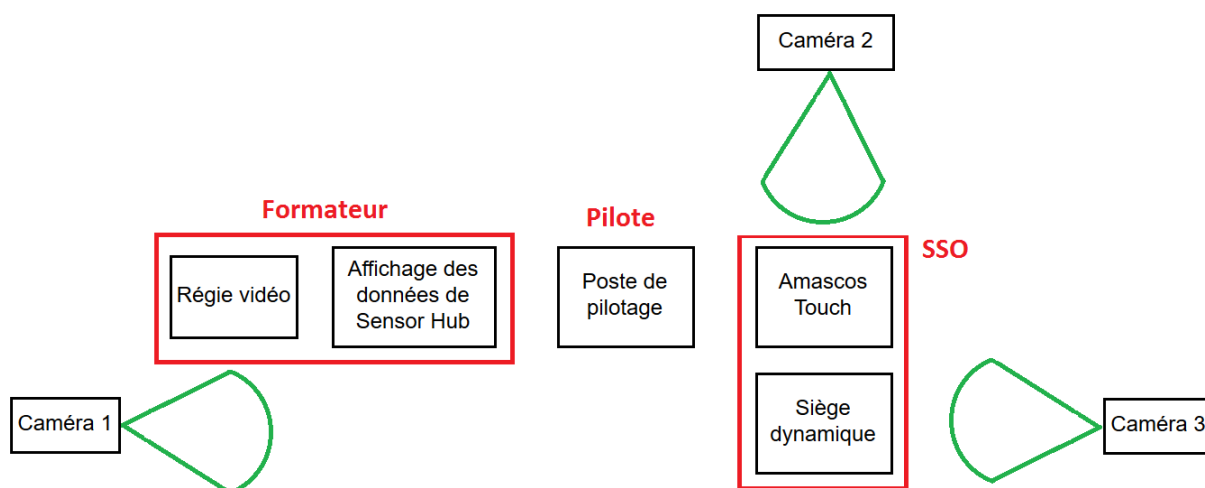 Caméra 2
Formateur
Pilote
SSO
Régie vidéo
Affichage des
données de
Sensor Hub
Poste de
pilotage
Amascos
Touch
Siège
dynamique
Caméra 1
Caméra 3